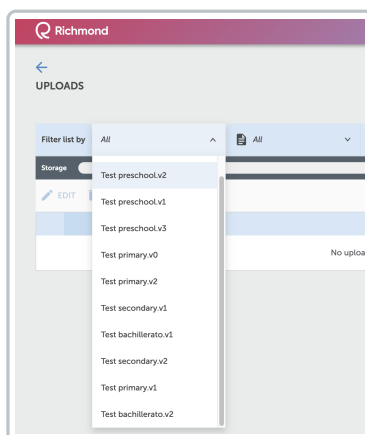 Richmond
UPLOADS
Filter list by All All
Storage
EDIT
Test preschool.v2
Test preschool.v1
Test preschool.v3
Test primary.v0
No uploa
Test primary.v2
Test secondary.v1
Test bachillerato.v1
Test secondary.v2
Test primary.v1
Test bachillerato.v2